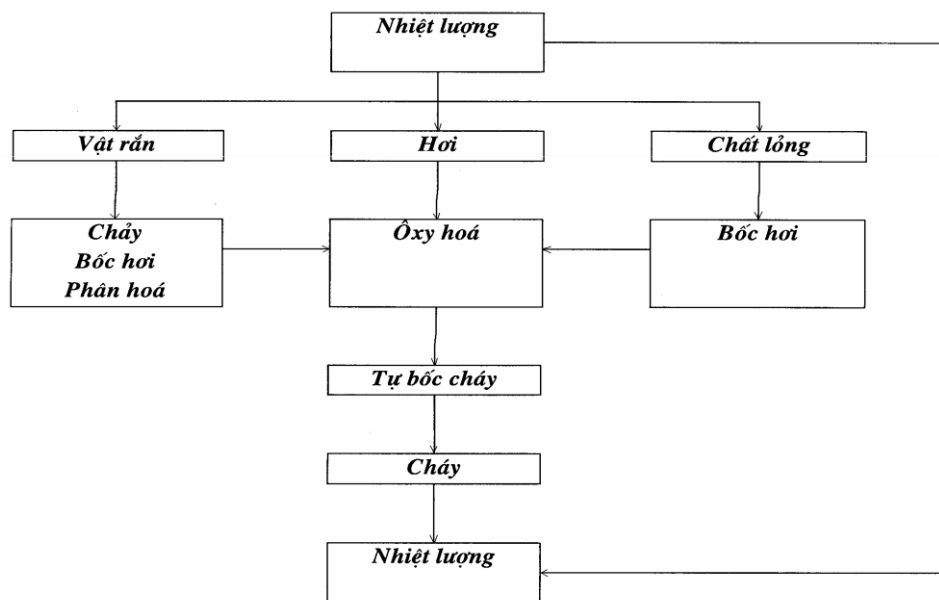 Nhiệt lượng
Vật rắn
Hơi
Chất lỏng
Chảy
Bốc hơi
Phân hoá
Ôxy hoá
Bốc hơi
Tự bốc cháy
Cháy
Nhiệt lượng